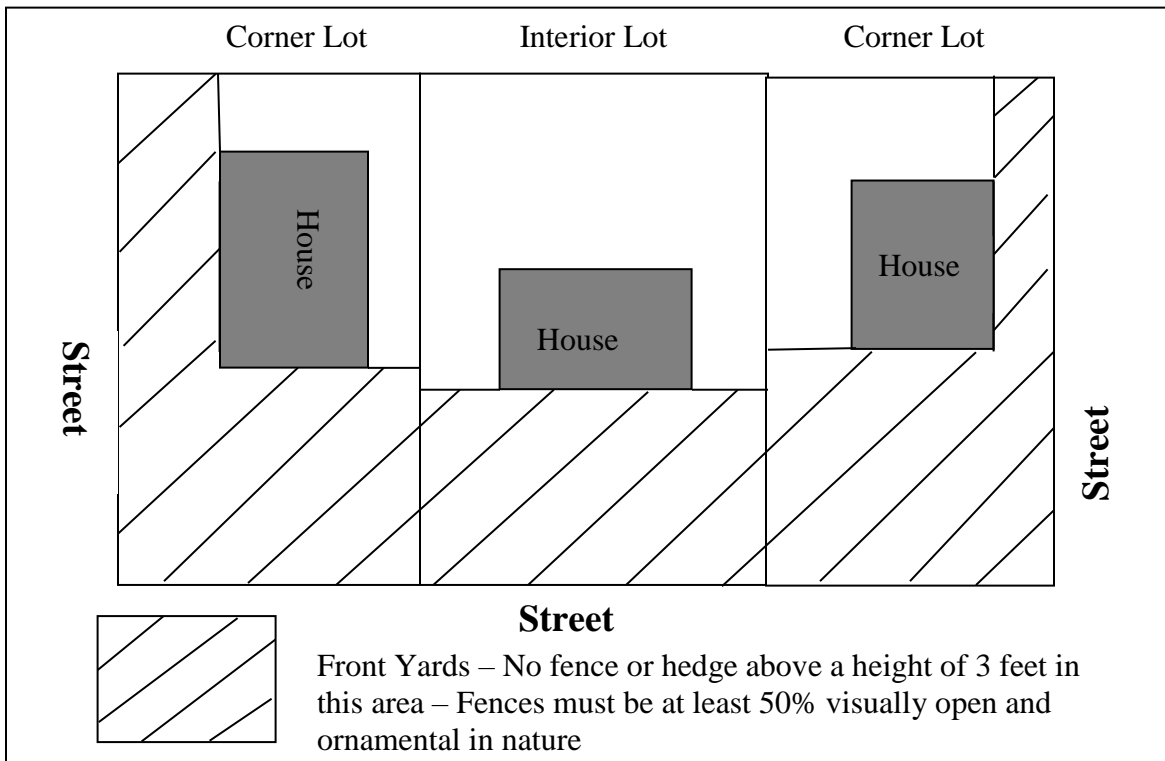 Corner Lot
Interior Lot
Corner Lot
House
House
House
Street
Street
Street
Front Yards – No fence or hedge above a height of 3 feet in
this area – Fences must be at least 50% visually open and
ornamental in nature